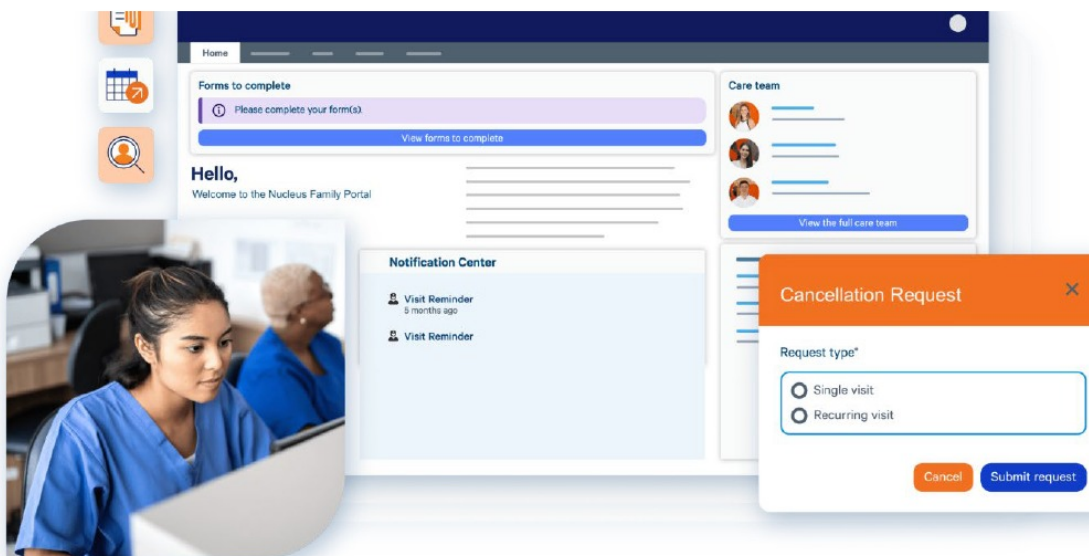 Home
Forms to complete
Please complete your form(s).
View forms to complete
Hello,
Welcome to the Nucleus Family Portal
Care team
View the full care team
Notification Center
Visit Reminder
5 months ago
Visit Reminder
Cancellation Request
Request type*
Single visit
Recurring visit
Cancel
Submit request